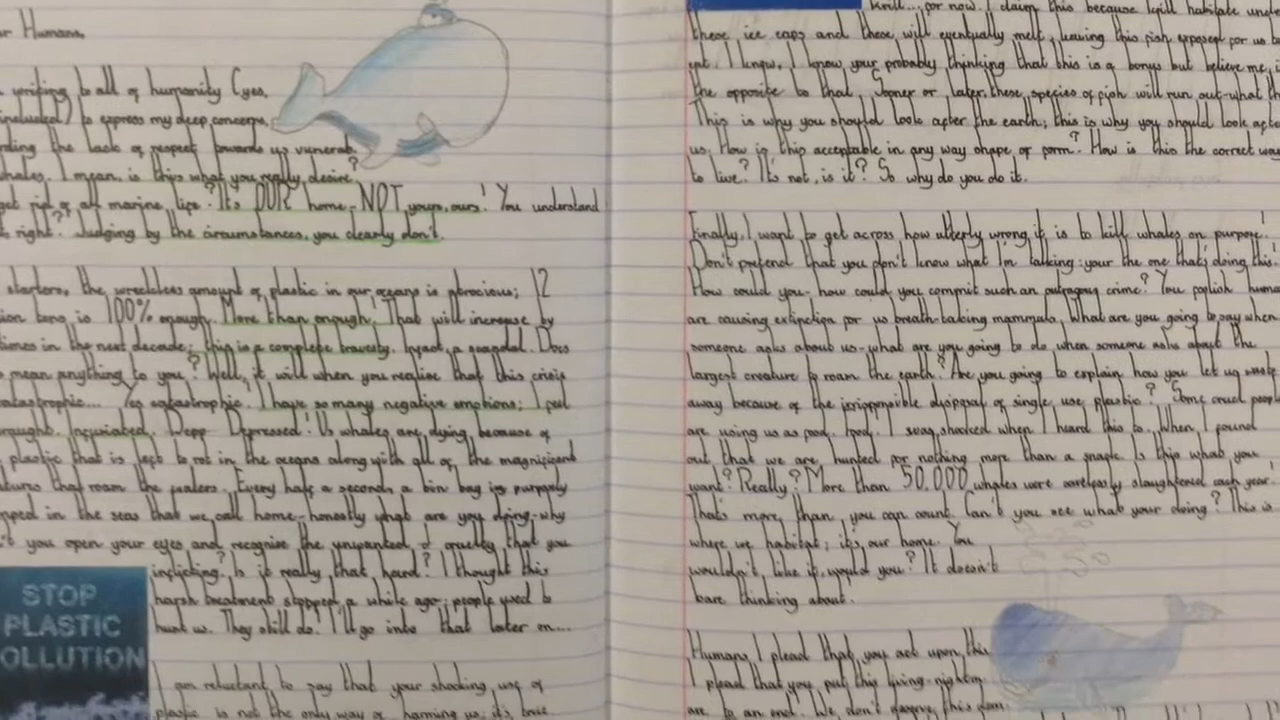 Humans,
writing to all of humanity (yes,
included) to express my deep concerns,
the lack of respect towards us
whales. I mean, is this what you really desire?
get rid of all marine life? It's OUR home, NOT yours, ours! You understand
right? Judging by the circumstances, you clearly don't.
starters, the wreckless amount of plastic in our oceans is ferocious; 12
tons is 100% enough. More than enough! That will increase by
in the next decade; this is a complete travesty. Infact, a scandal. Does
mean anything to you? Well, it will when you realise that this crisis
catastrophic... Yes catastrophic. I have so many negative emotions; I feel
Infuriated. Depp Depressed! Us whales are dying because of
plastic that is left to rot in the oceans along with all of the magnificent
that roam the waters. Every half a second, a bin bag is purposly
in the seas that we call home-honestly what are you doing-why
you open your eyes and recognise the unwanted cruelty that you
inflicting? Is it really that hard? I thought this
harsh treatment stopped a while ago; people used to
hunt us. They still do! I'll go into that later on...
STOP
PLASTIC
OLLUTION
I am reluctant to say that your shocking use of
plastic is not the only way of harming us; it's true
krill... for now. I claim this because krill habitate
these ice caps and these will eventually melt, leaving this fish exposed for us to
I know, I know your probably thinking that this is a bonus but believe me,
the opposite to that. Sooner or later, these species of fish will run out-what
This is why you should look after the earth; this is why you should look
us. How is this acceptable in any way shape or form? How is this the correct way
to live? It's not, is it? So why do you do it.
Finally, I want to get across how utterly wrong it is to kill whales on purpose!
Don't pretend that you don't know what I'm talking: your the one that's doing this!
How could you- how could you commit such an outragous crime? You foolish
are causing extinction for us breath-taking mammals, What are you going to say when
someone asks about us-what are you going to do when someone asks about the
largest creature to roam the earth? Are you going to explain how you let us waste
away because of the irrisponsible disposal of single use plastic? Some cruel
are using us as food. food! I was shocked when I heard this to. When I found
out that we are hunted for nothing more than a snack. Is this what you
want? Really? More than 50,000 whales were carelessly slaughtered each year!
That's more than you can count. Can't you see what your doing? This is
where we habitat; it's our home. You
wouldn't like it, would you? It doesn't
bare thinking about.
Humans, I plead that you act upon this
I plead that you put this living-nightm
are to an end! We don't deserve this